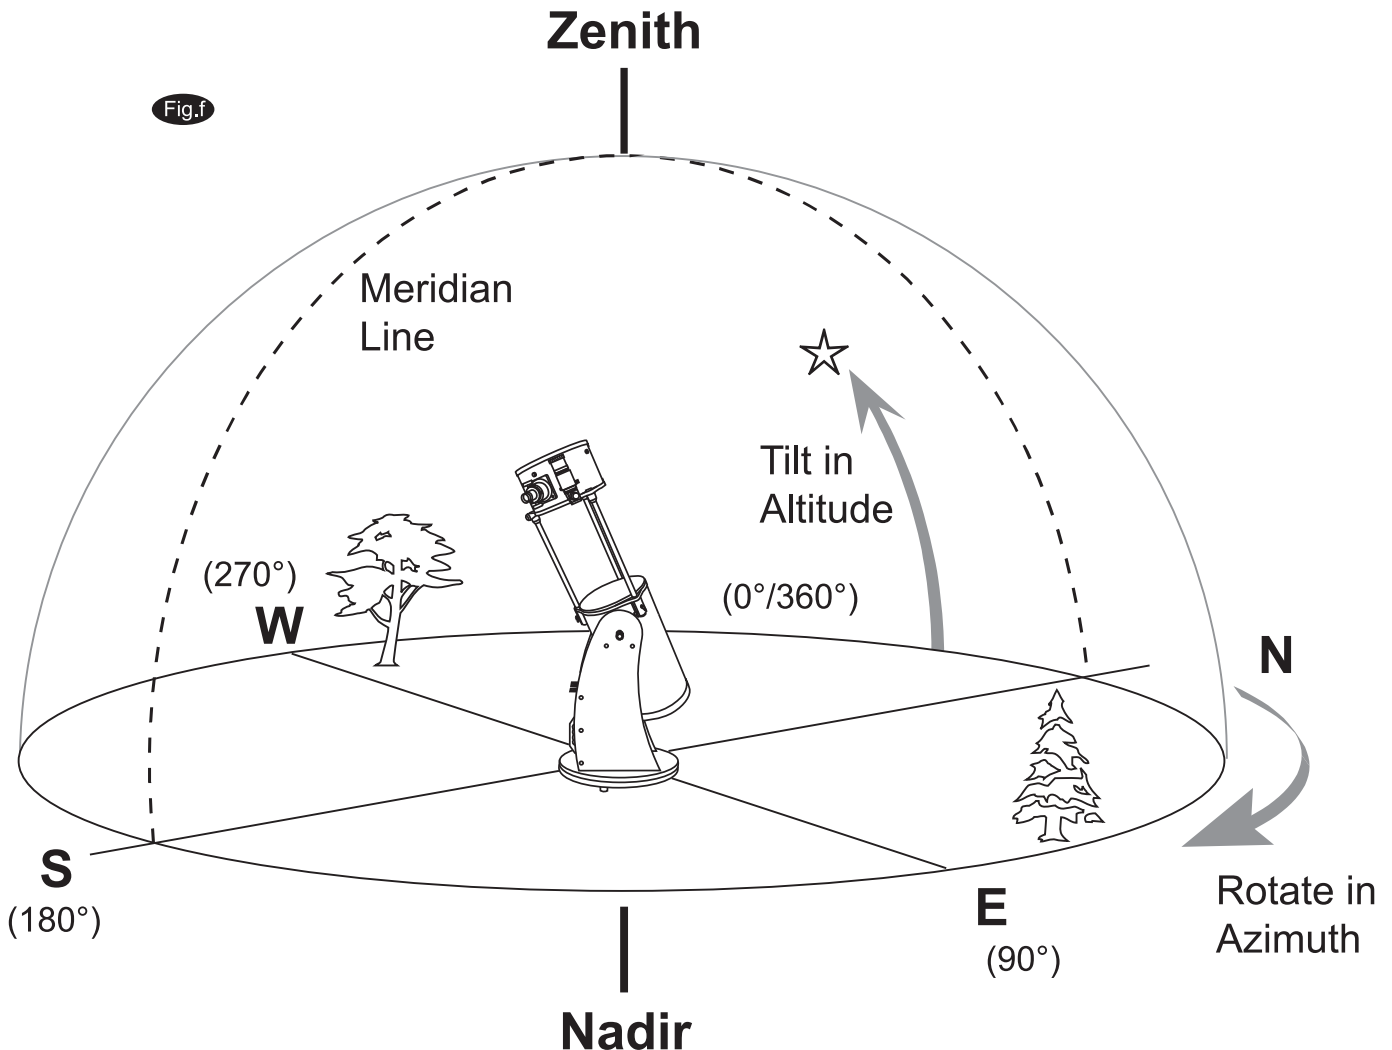 Zenith
Fig.f
Meridian
Line
Tilt in
Altitude
(270°)
W
(0°/360°)
N
S
(180°)
E
(90°)
Rotate in
Azimuth
Nadir